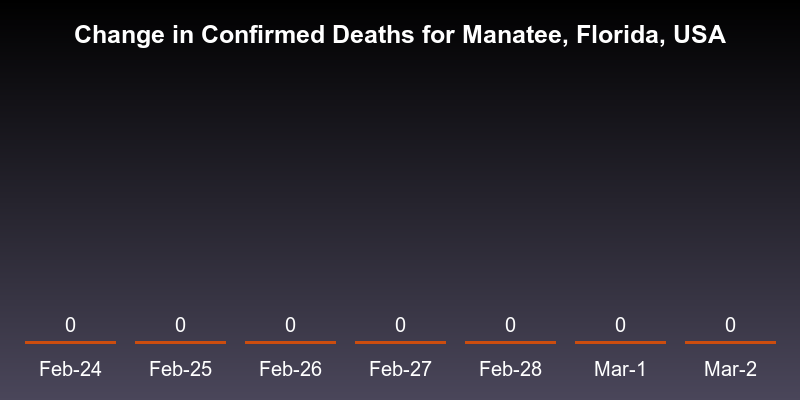 Change in Confirmed Deaths for Manatee, Florida, USA
0 0 0 0 0 0 0
Feb-24 Feb-25 Feb-26 Feb-27 Feb-28 Mar-1 Mar-2